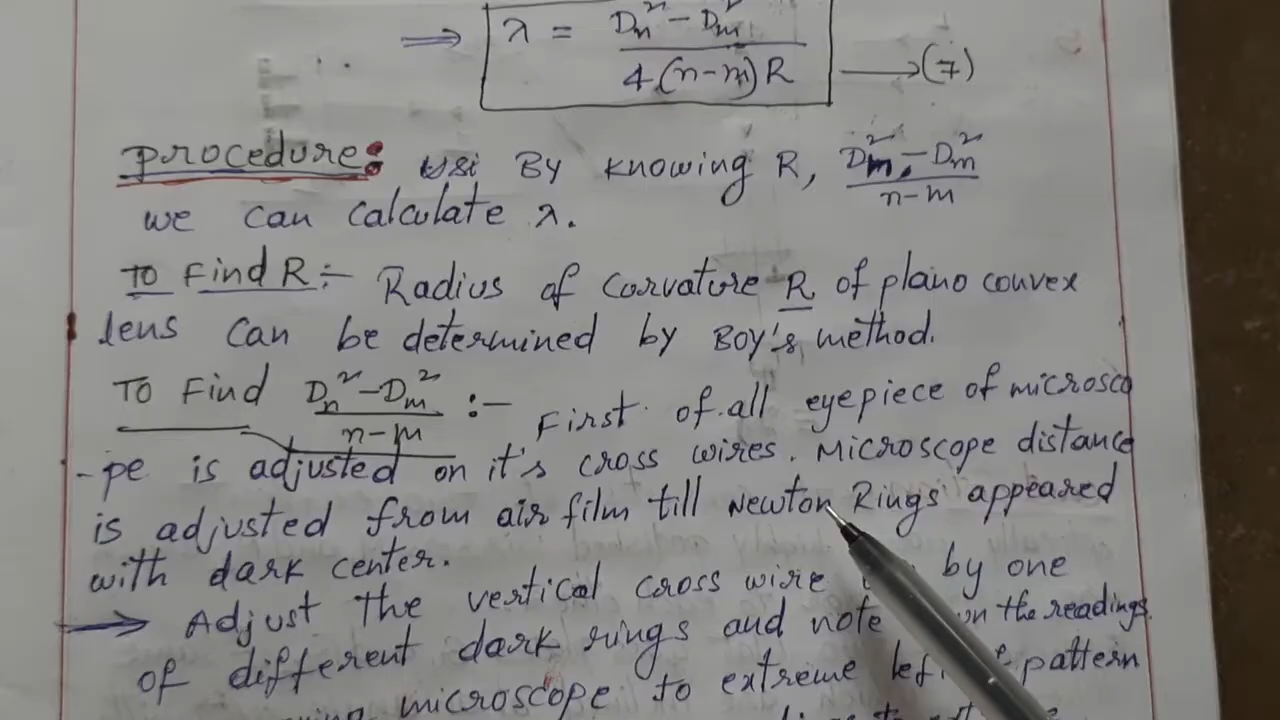 ⇒ λ = (Dn² − Dm²) / (4(n−m)R) → (7)
Procedure: By knowing R, (Dm² − Dm²) / (n−m)
we can calculate λ.
To Find R:- Radius of Curvature R of plano convex
lens can be determined by Boy's method.
To Find (Dn² − Dm²) / (n−m) :- First of all eyepiece of microsco
-pe is adjusted on it's cross wires. Microscope distance
is adjusted from air film till Newton Rings appeared
with dark center.
→ Adjust the vertical cross wire by one
of different dark rings and note the readings.
microscope to extreme pattern